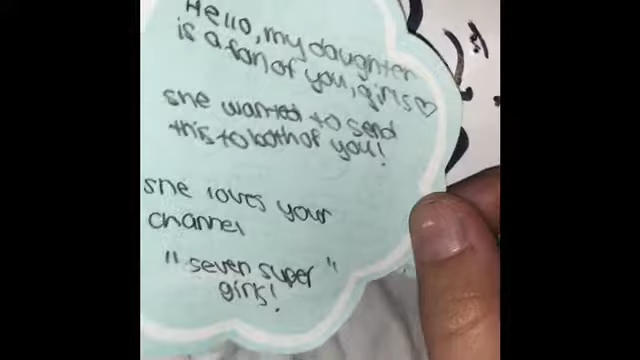 Hello, my daughter
is a fan of you, girls♡
she wanted to send
this to both of you!
she loves your
channel
"seven super"
girls!